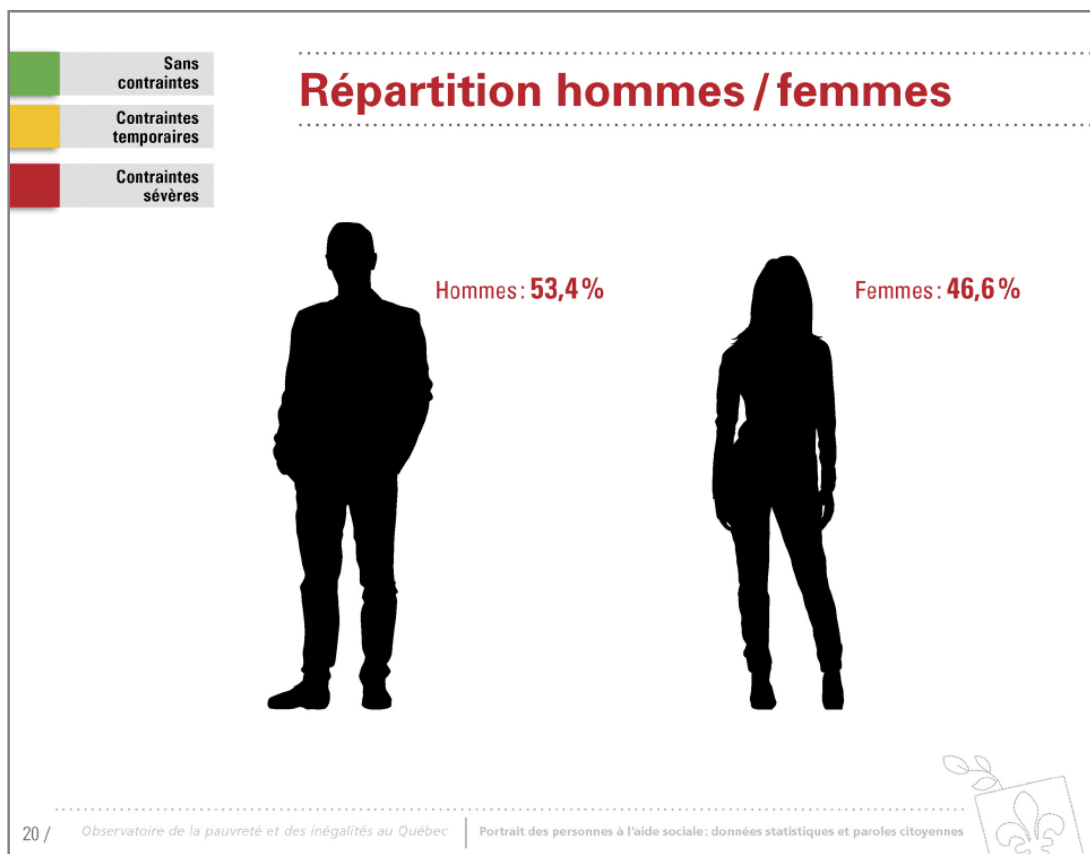 Sans
contraintes
Contraintes
temporaires
Contraintes
sévères
Répartition hommes / femmes
Hommes : 53,4 %
Femmes : 46,6 %
20 / Observatoire de la pauvreté et des inégalités au Québec | Portrait des personnes à l'aide sociale : données statistiques et paroles citoyennes